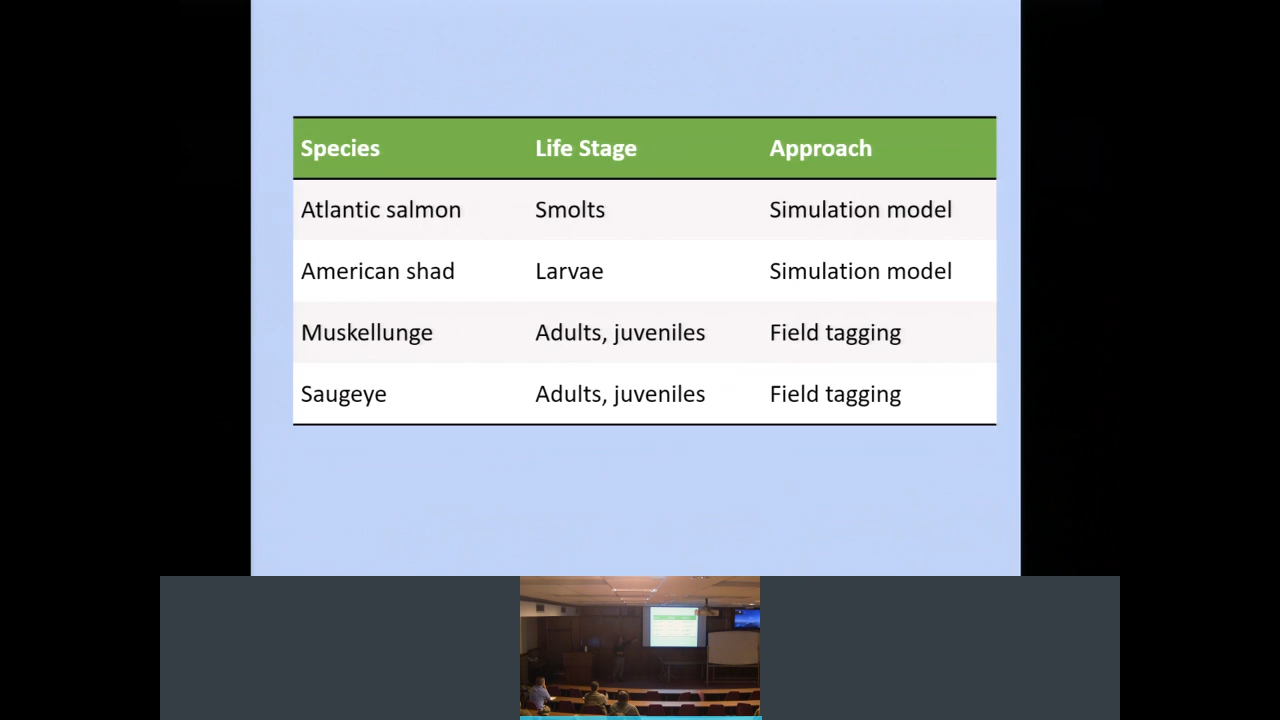 Species Life Stage Approach
Atlantic salmon Smolts Simulation model
American shad Larvae Simulation model
Muskellunge Adults, juveniles Field tagging
Saugeye Adults, juveniles Field tagging